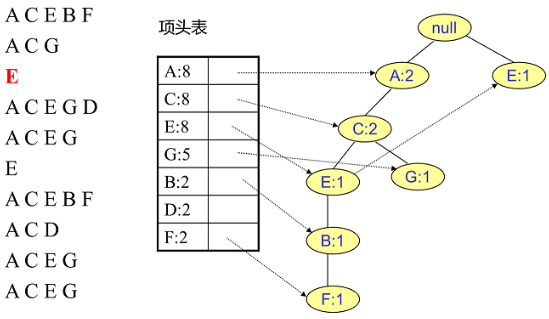 A C E B F
A C G
E
A C E G D
A C E G
E
A C E B F
A C D
A C E G
A C E G
项头表
A:8
C:8
E:8
G:5
B:2
D:2
F:2
null
A:2
E:1
C:2
E:1
G:1
B:1
F:1